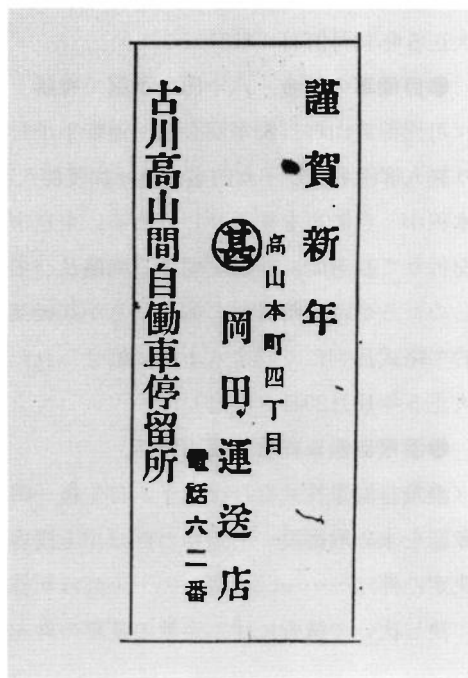 謹賀新年
高山本町四丁目
甚 岡田運送店
電話六二番
古川高山間自働車停留所